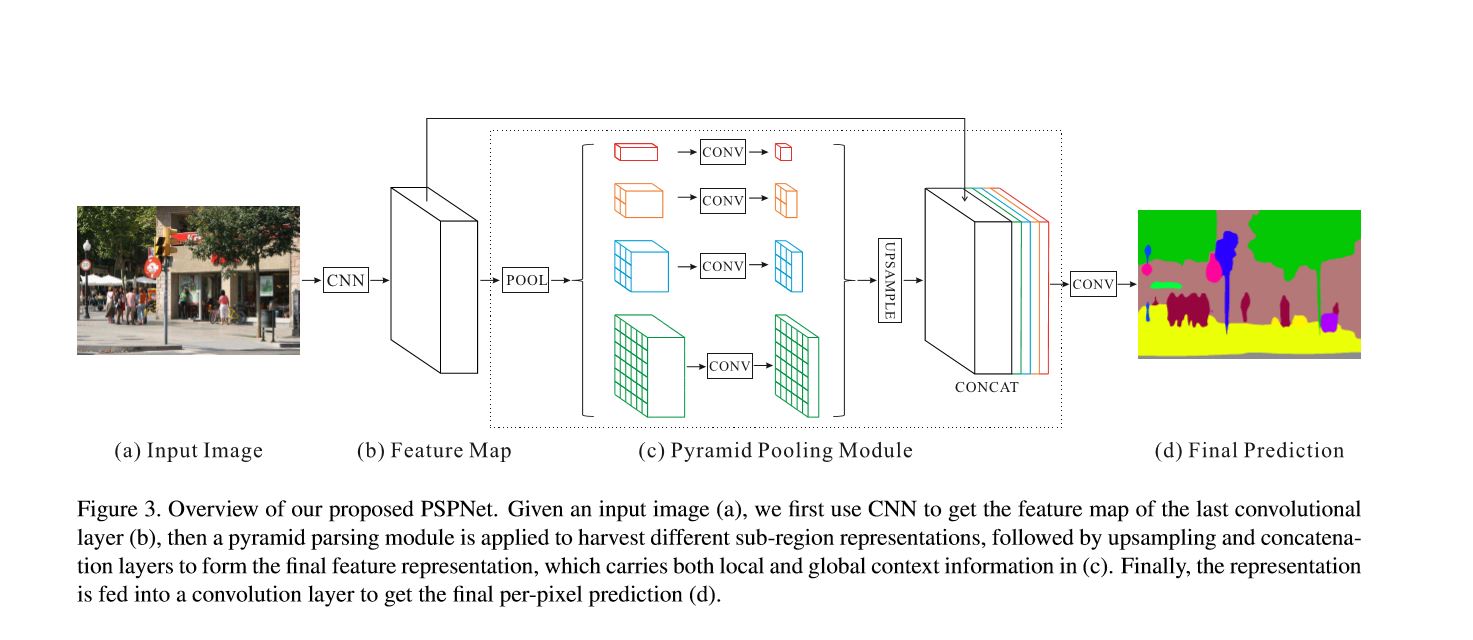 CNN
POOL
CONV
CONV
CONV
CONV
UPSAMPLE
CONCAT
CONV
(a) Input Image
(b) Feature Map
(c) Pyramid Pooling Module
(d) Final Prediction
Figure 3. Overview of our proposed PSPNet. Given an input image (a), we first use CNN to get the feature map of the last convolutional
layer (b), then a pyramid parsing module is applied to harvest different sub-region representations, followed by upsampling and concatena-
tion layers to form the final feature representation, which carries both local and global context information in (c). Finally, the representation
is fed into a convolution layer to get the final per-pixel prediction (d).